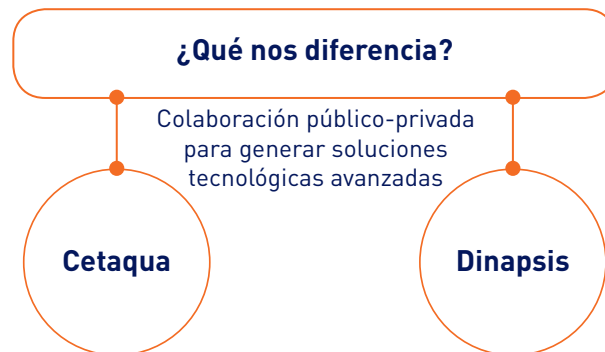 ¿Qué nos diferencia?
Colaboración público-privada
para generar soluciones
tecnológicas avanzadas
Cetaqua
Dinapsis